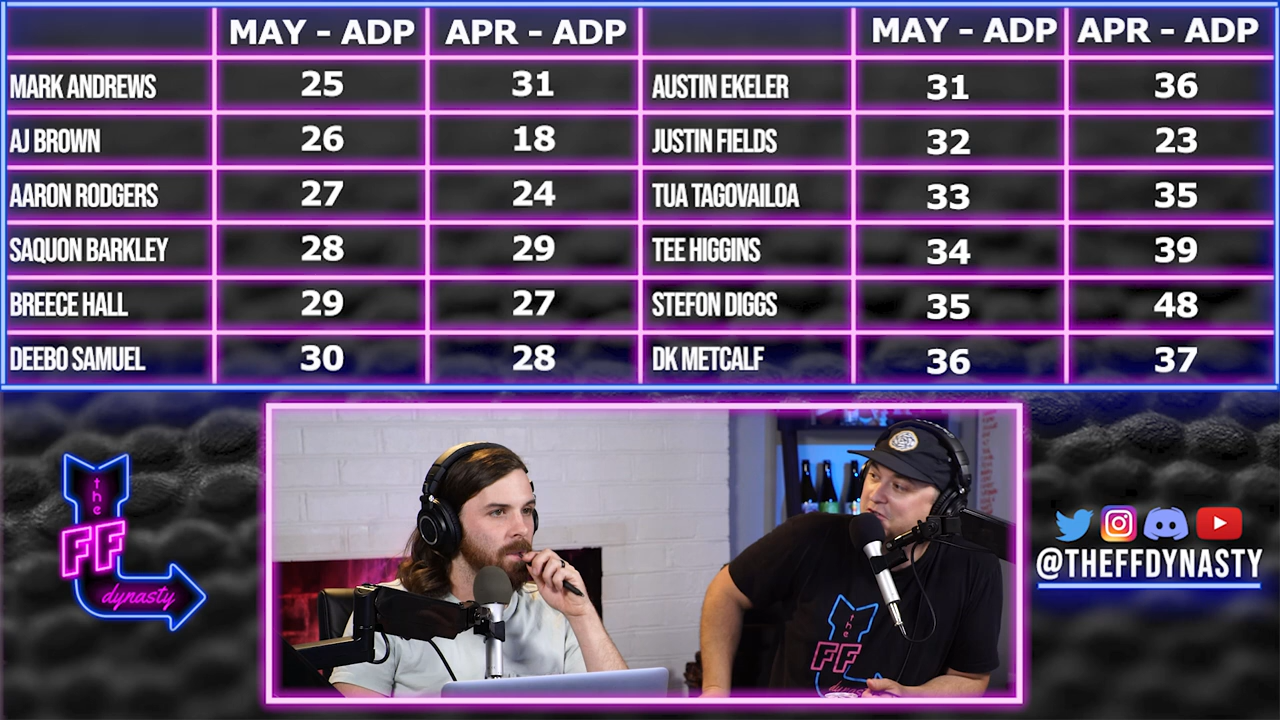 MAY - ADP APR - ADP MAY - ADP APR - ADP
MARK ANDREWS 25 31 AUSTIN EKELER 31 36
AJ BROWN 26 18 JUSTIN FIELDS 32 23
AARON RODGERS 27 24 TUA TAGOVAILOA 33 35
SAQUON BARKLEY 28 29 TEE HIGGINS 34 39
BREECE HALL 29 27 STEFON DIGGS 35 48
DEEBO SAMUEL 30 28 DK METCALF 36 37
the
FF
dynasty
the
FF
dynasty
@THEFFDYNASTY